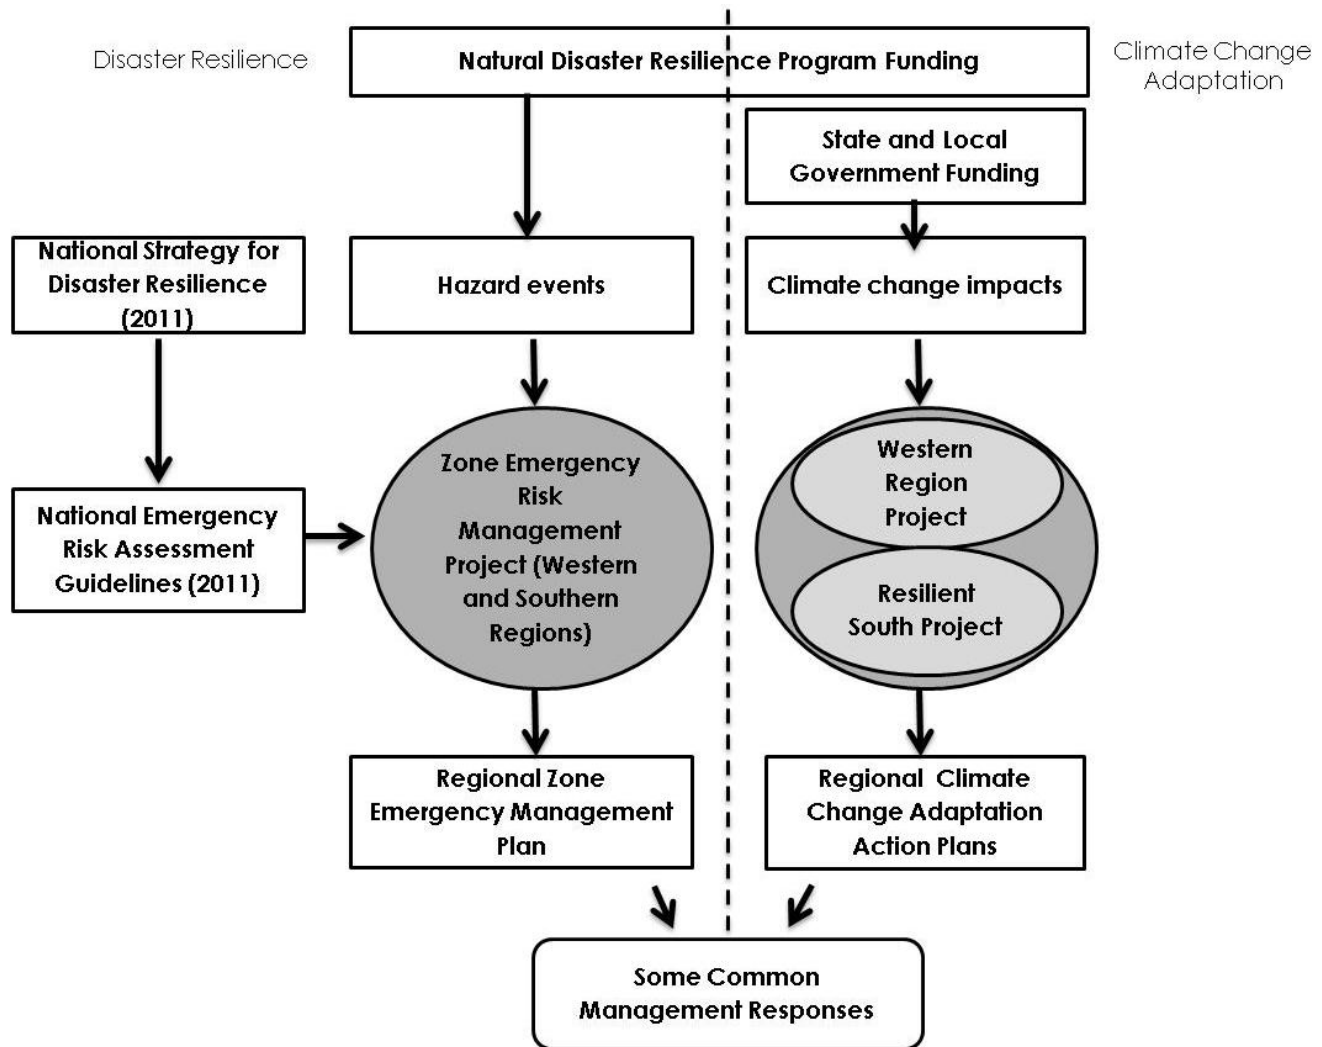 Disaster Resilience
Natural Disaster Resilience Program Funding
Climate Change
Adaptation
State and Local
Government Funding
National Strategy for
Disaster Resilience
(2011)
Hazard events
Climate change impacts
Zone Emergency
Risk
Management
Project (Western
and Southern
Regions)
Western
Region
Project
National Emergency
Risk Assessment
Guidelines (2011)
Resilient
South Project
Regional Zone
Emergency Management
Plan
Regional Climate
Change Adaptation
Action Plans
Some Common
Management Responses